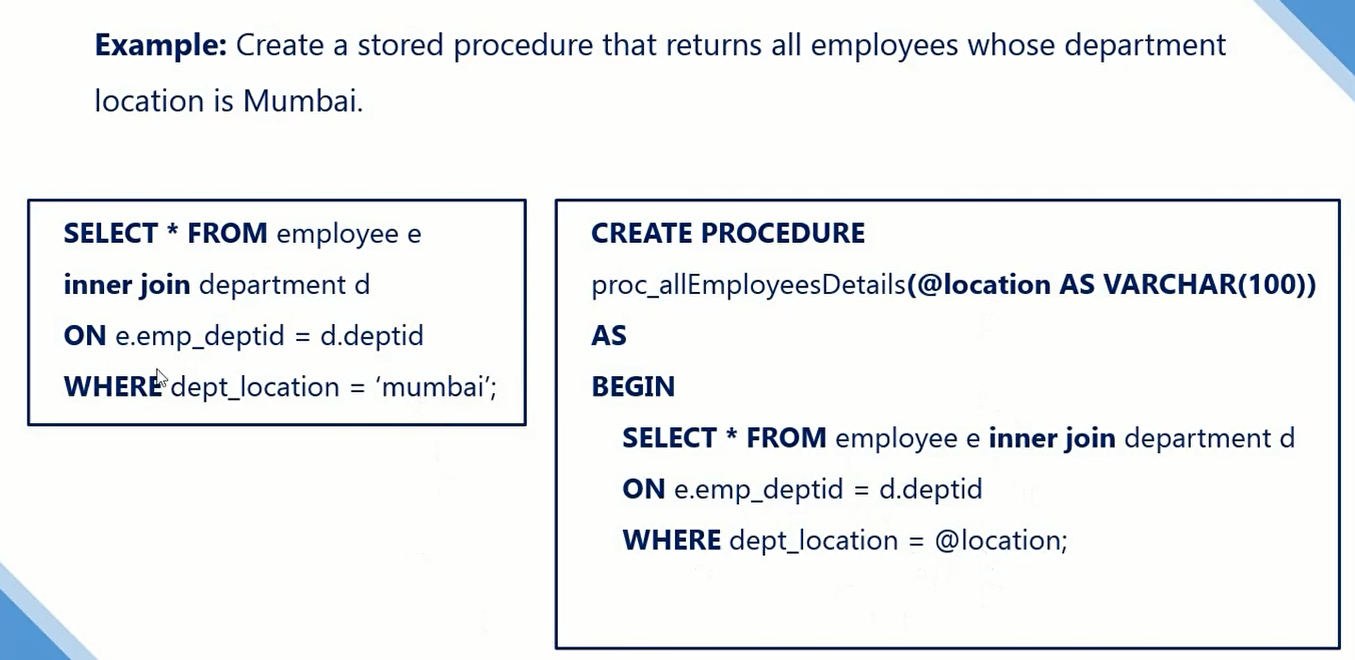 Example: Create a stored procedure that returns all employees whose department
location is Mumbai.
SELECT * FROM employee e
inner join department d
ON e.emp_deptid = d.deptid
WHERE dept_location = ‘mumbai’;
CREATE PROCEDURE
proc_allEmployeesDetails(@location AS VARCHAR(100))
AS
BEGIN
SELECT * FROM employee e inner join department d
ON e.emp_deptid = d.deptid
WHERE dept_location = @location;